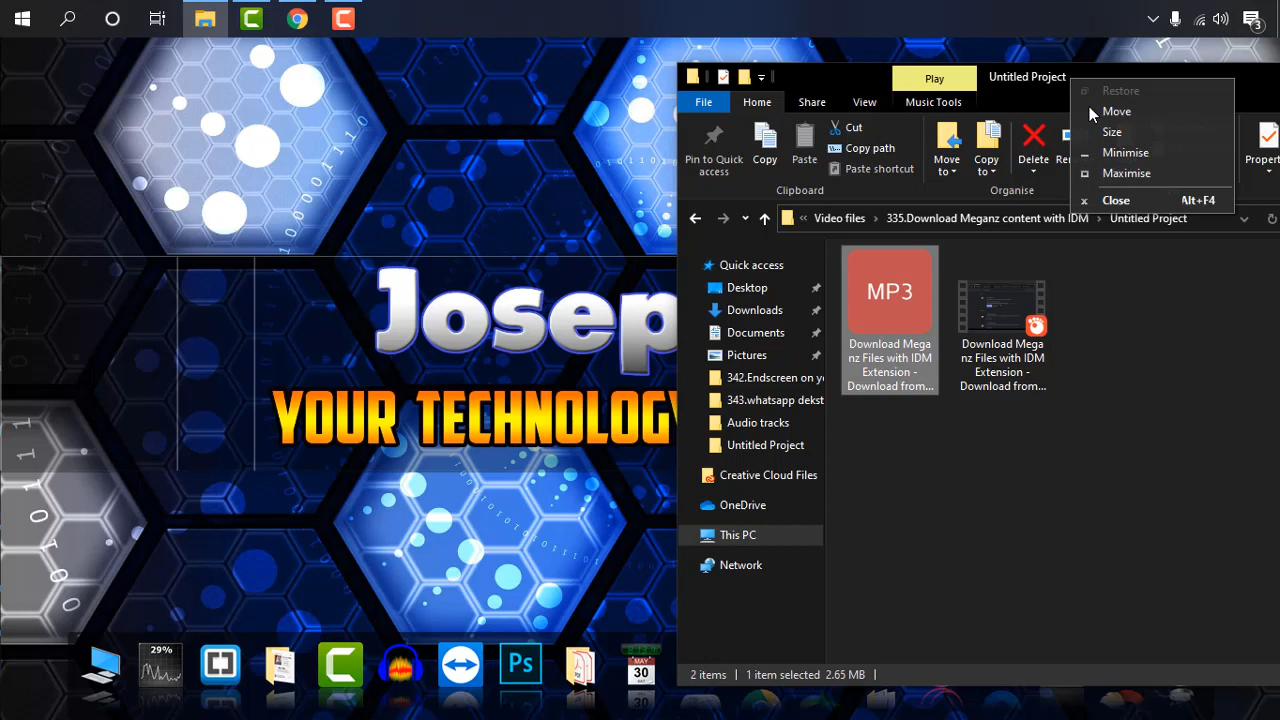 3
Untitled Project
Play
File
Home
Share
View
Music Tools
Restore
Move
Size
Minimise
Maximise
Close Alt+F4
Pin to Quick
access
Copy
Paste
Cut
Copy path
Paste shortcut
Move
to
Copy
to
Delete
Clipboard
Organise
« Video files > 335.Download Meganz content with IDM > Untitled Project
Quick access
Desktop
Downloads
Documents
Pictures
342.Endscreen on
343.whatsapp dekst
Audio tracks
Untitled Project
Creative Cloud Files
OneDrive
This PC
Network
MP3
Download Mega
nz Files with IDM
Extension -
Download from...
Download Mega
nz Files with IDM
Extension -
Download from...
Josep
YOUR TECHNOLOGY
29%
Ps
MAY
30
2 items
1 item selected 2.65 MB